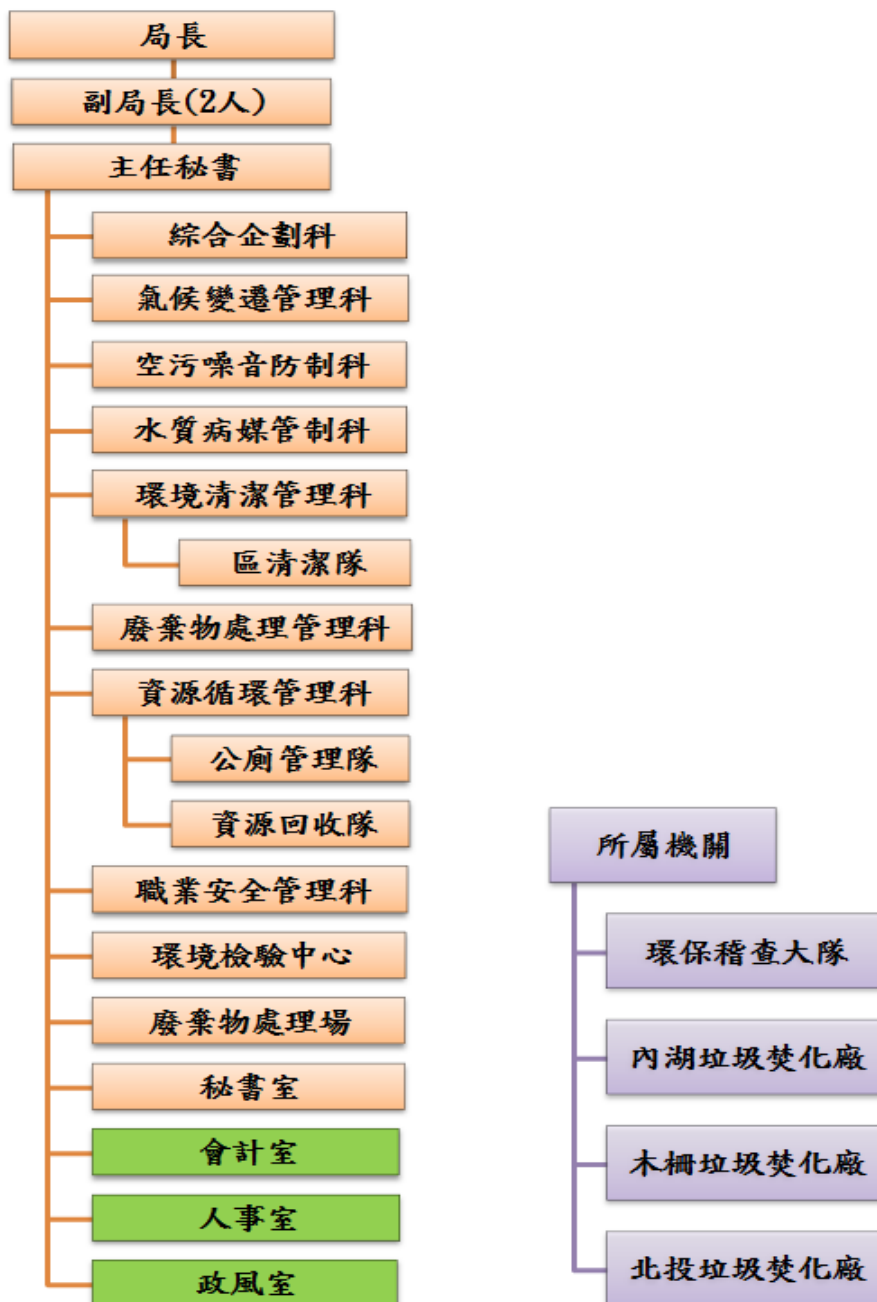 局長
副局長(2人)
主任秘書
綜合企劃科
氣候變遷管理科
空污噪音防制科
水質病媒管制科
環境清潔管理科
區清潔隊
廢棄物處理管理科
資源循環管理科
公廁管理隊
資源回收隊
職業安全管理科
環境檢驗中心
廢棄物處理場
秘書室
會計室
人事室
政風室
所屬機關
環保稽查大隊
內湖垃圾焚化廠
木柵垃圾焚化廠
北投垃圾焚化廠